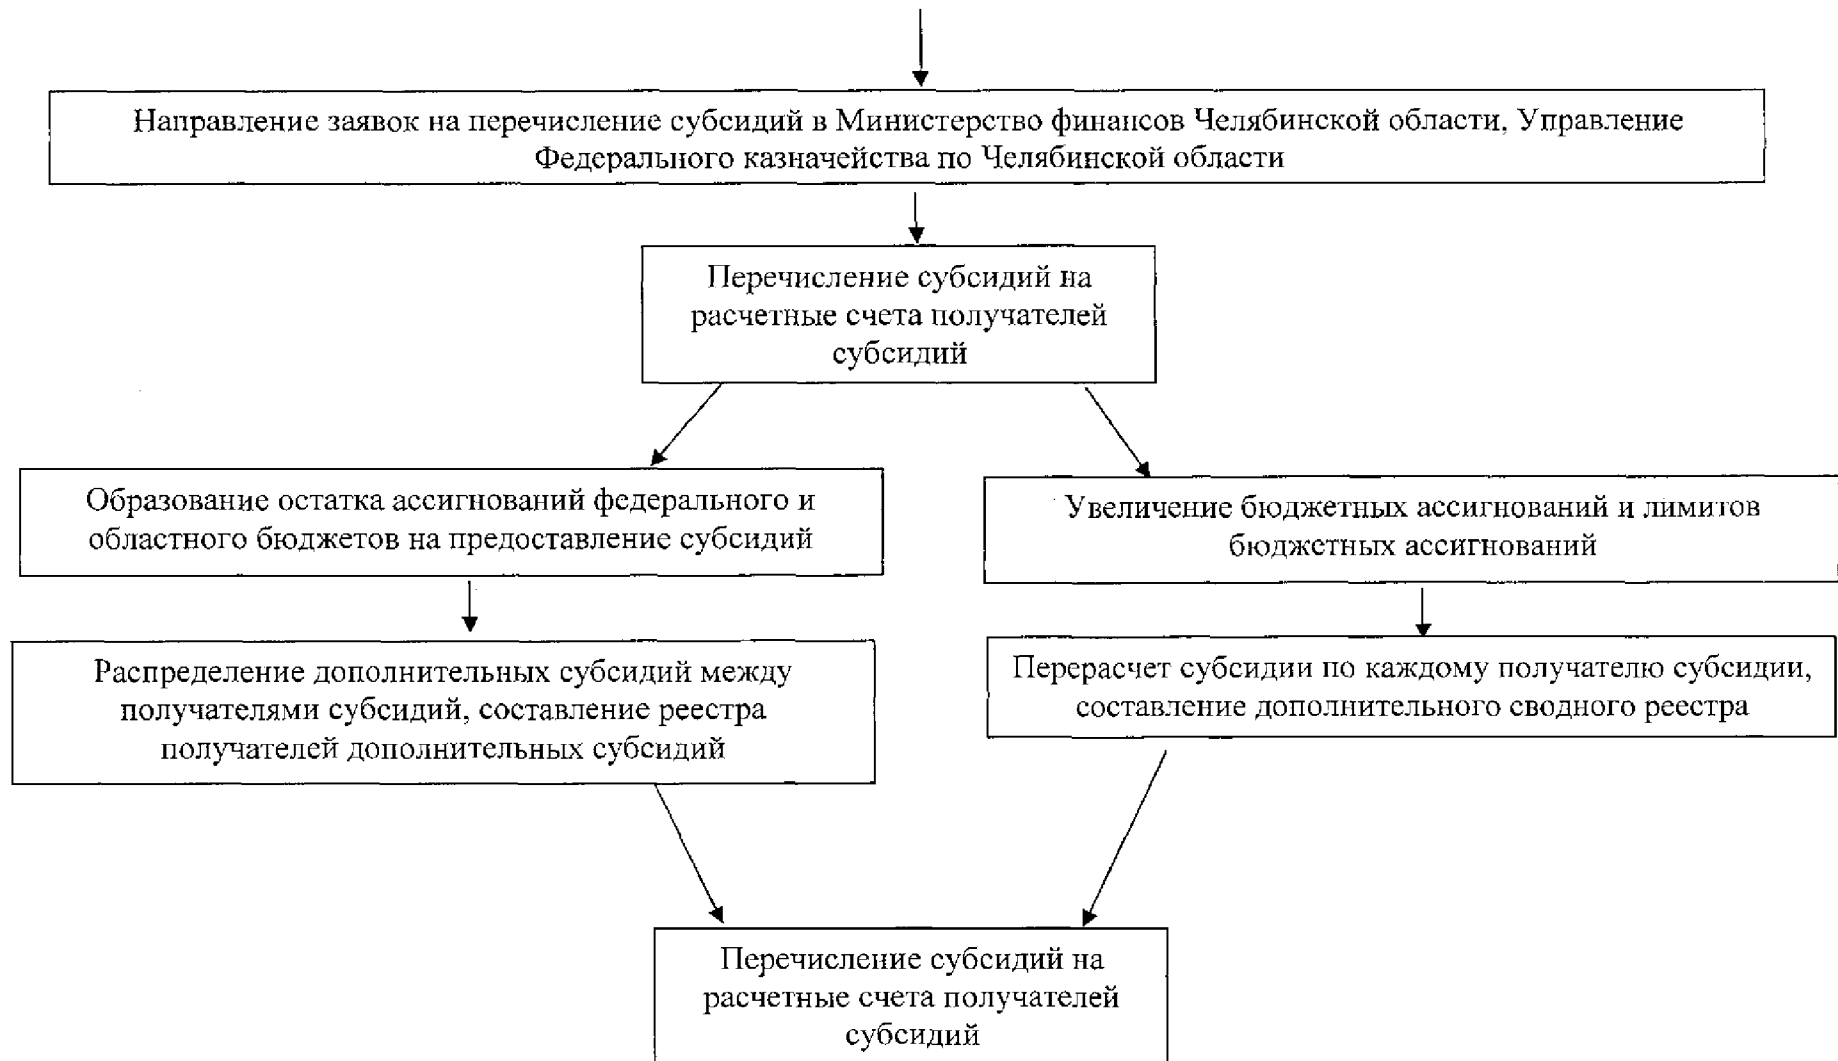 Направление заявок на перечисление субсидий в Министерство финансов Челябинской области, Управление
Федерального казначейства по Челябинской области
Перечисление субсидий на
расчетные счета получателей
субсидий
Образование остатка ассигнований федерального и
областного бюджетов на предоставление субсидий
Увеличение бюджетных ассигнований и лимитов
бюджетных ассигнований
Распределение дополнительных субсидий между
получателями субсидий, составление реестра
получателей дополнительных субсидий
Перерасчет субсидии по каждому получателю субсидии,
составление дополнительного сводного реестра
Перечисление субсидий на
расчетные счета получателей
субсидий